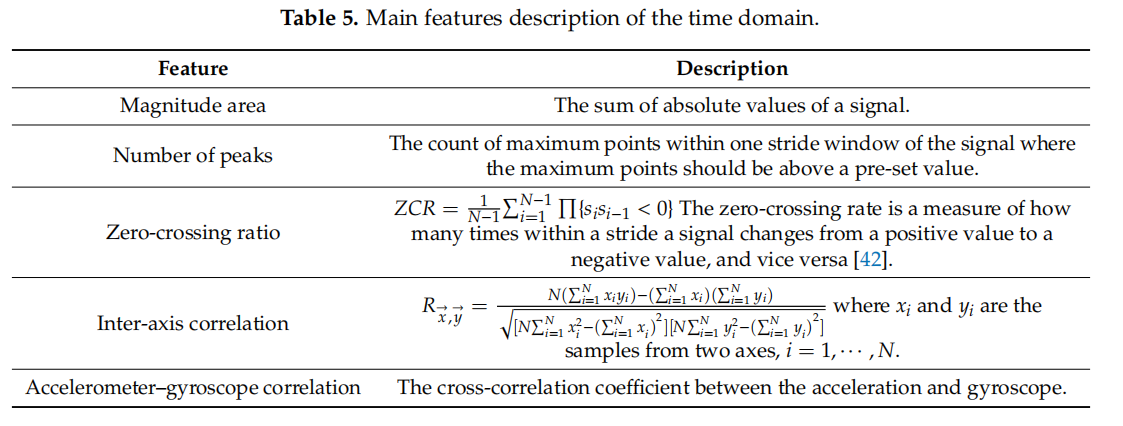 Table 5. Main features description of the time domain.
Feature Description
Magnitude area The sum of absolute values of a signal.
Number of peaks The count of maximum points within one stride window of the signal where
the maximum points should be above a pre-set value.
Zero-crossing ratio ZCR = \frac{1}{N-1}\sum_{i=1}^{N-1} \prod\{s_i s_{i-1} < 0\} The zero-crossing rate is a measure of how
many times within a stride a signal changes from a positive value to a
negative value, and vice versa [42].
Inter-axis correlation R_{\vec{x},\vec{y}} = \frac{N(\sum_{i=1}^{N} x_i y_i)-(\sum_{i=1}^{N} x_i)(\sum_{i=1}^{N} y_i)}{\sqrt{[N\sum_{i=1}^{N} x_i^2-(\sum_{i=1}^{N} x_i)^2][N\sum_{i=1}^{N} y_i^2-(\sum_{i=1}^{N} y_i)^2]}} where x_i and y_i are the
samples from two axes, i = 1, ⋯ , N.
Accelerometer–gyroscope correlation The cross-correlation coefficient between the acceleration and gyroscope.